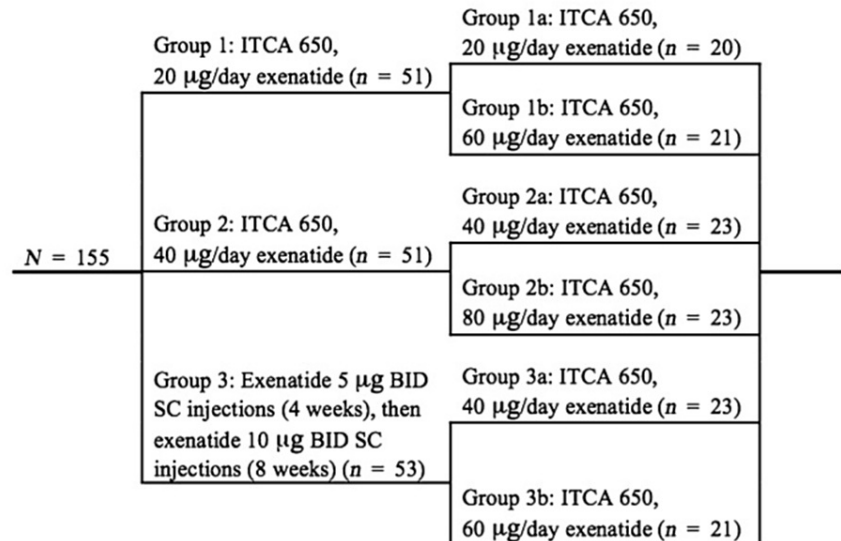 N = 155
Group 1: ITCA 650,
20 μg/day exenatide (n = 51)
Group 2: ITCA 650,
40 μg/day exenatide (n = 51)
Group 3: Exenatide 5 μg BID
SC injections (4 weeks), then
exenatide 10 μg BID SC
injections (8 weeks) (n = 53)
Group 1a: ITCA 650,
20 μg/day exenatide (n = 20)
Group 1b: ITCA 650,
60 μg/day exenatide (n = 21)
Group 2a: ITCA 650,
40 μg/day exenatide (n = 23)
Group 2b: ITCA 650,
80 μg/day exenatide (n = 23)
Group 3a: ITCA 650,
40 μg/day exenatide (n = 23)
Group 3b: ITCA 650,
60 μg/day exenatide (n = 21)